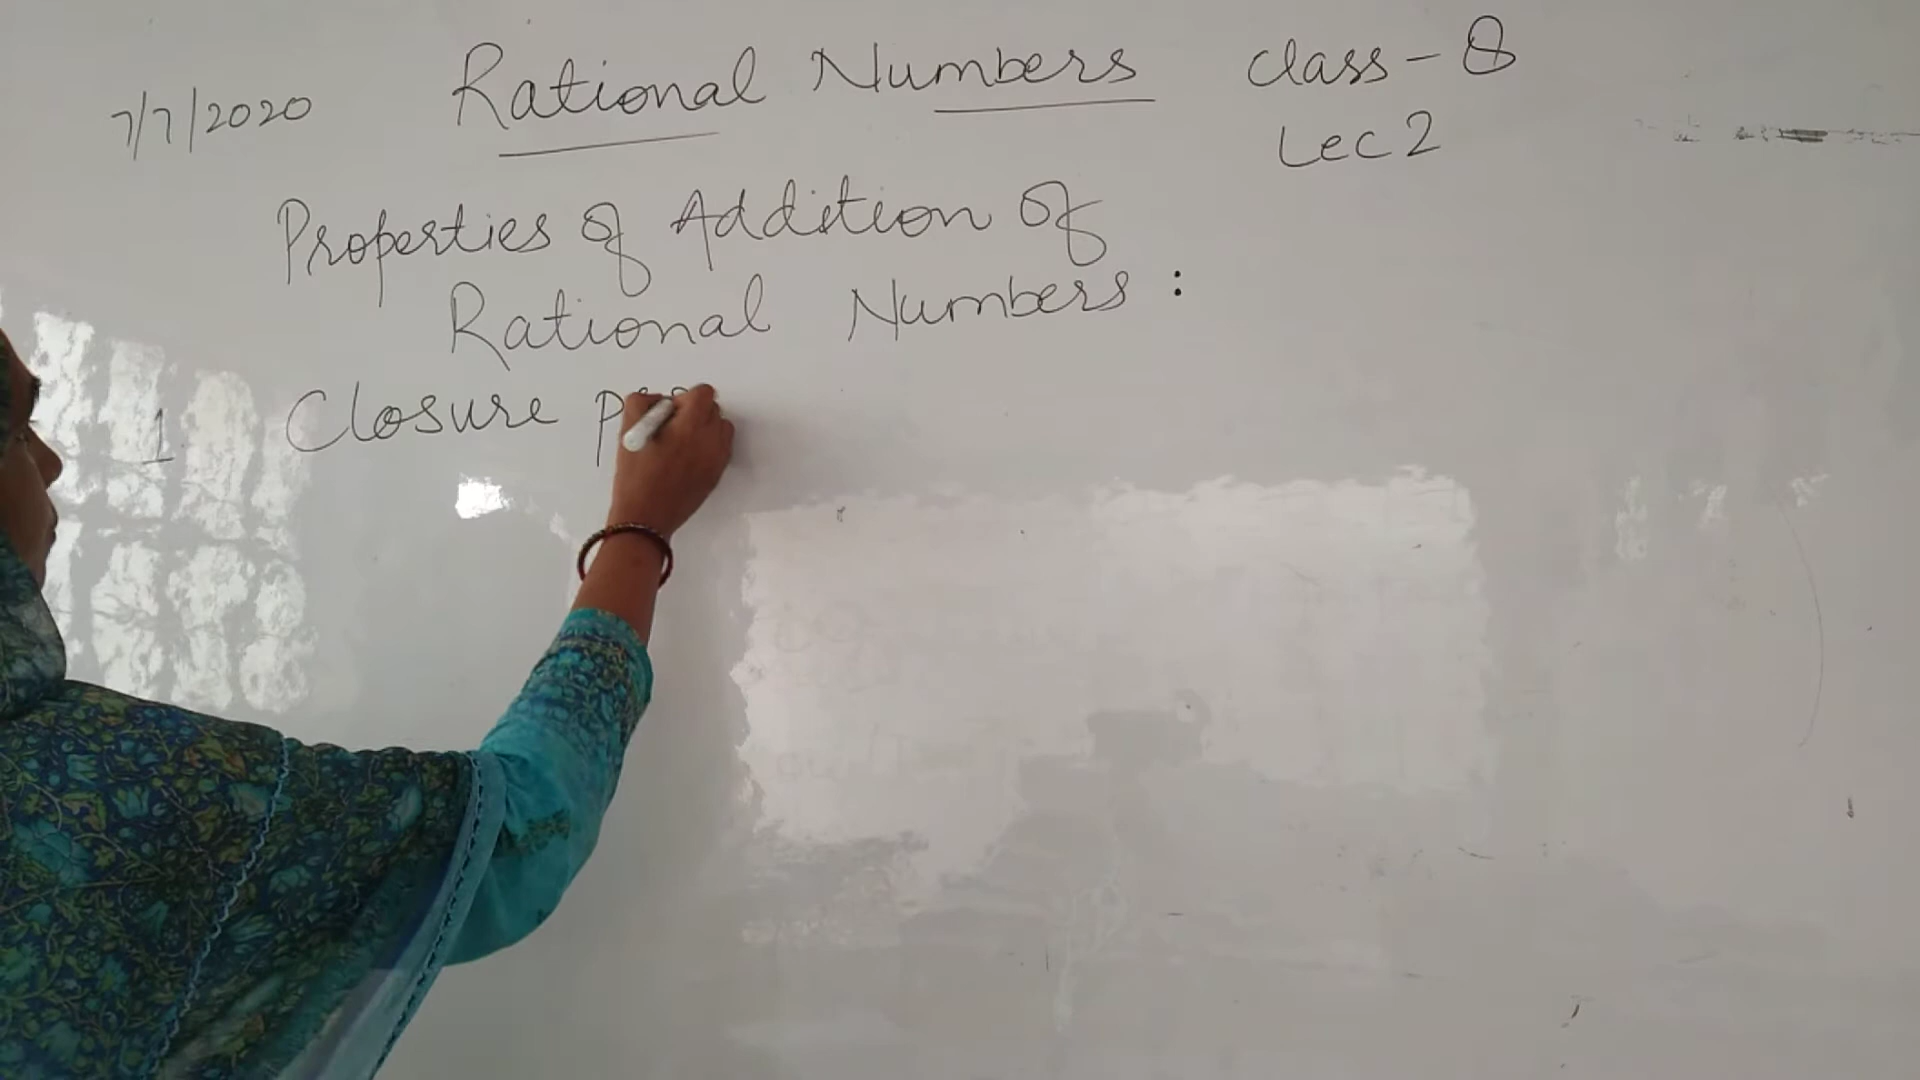 7/7/2020 Rational Numbers class-8
Lec 2
Properties of Addition of
Rational Numbers :
1 Closure